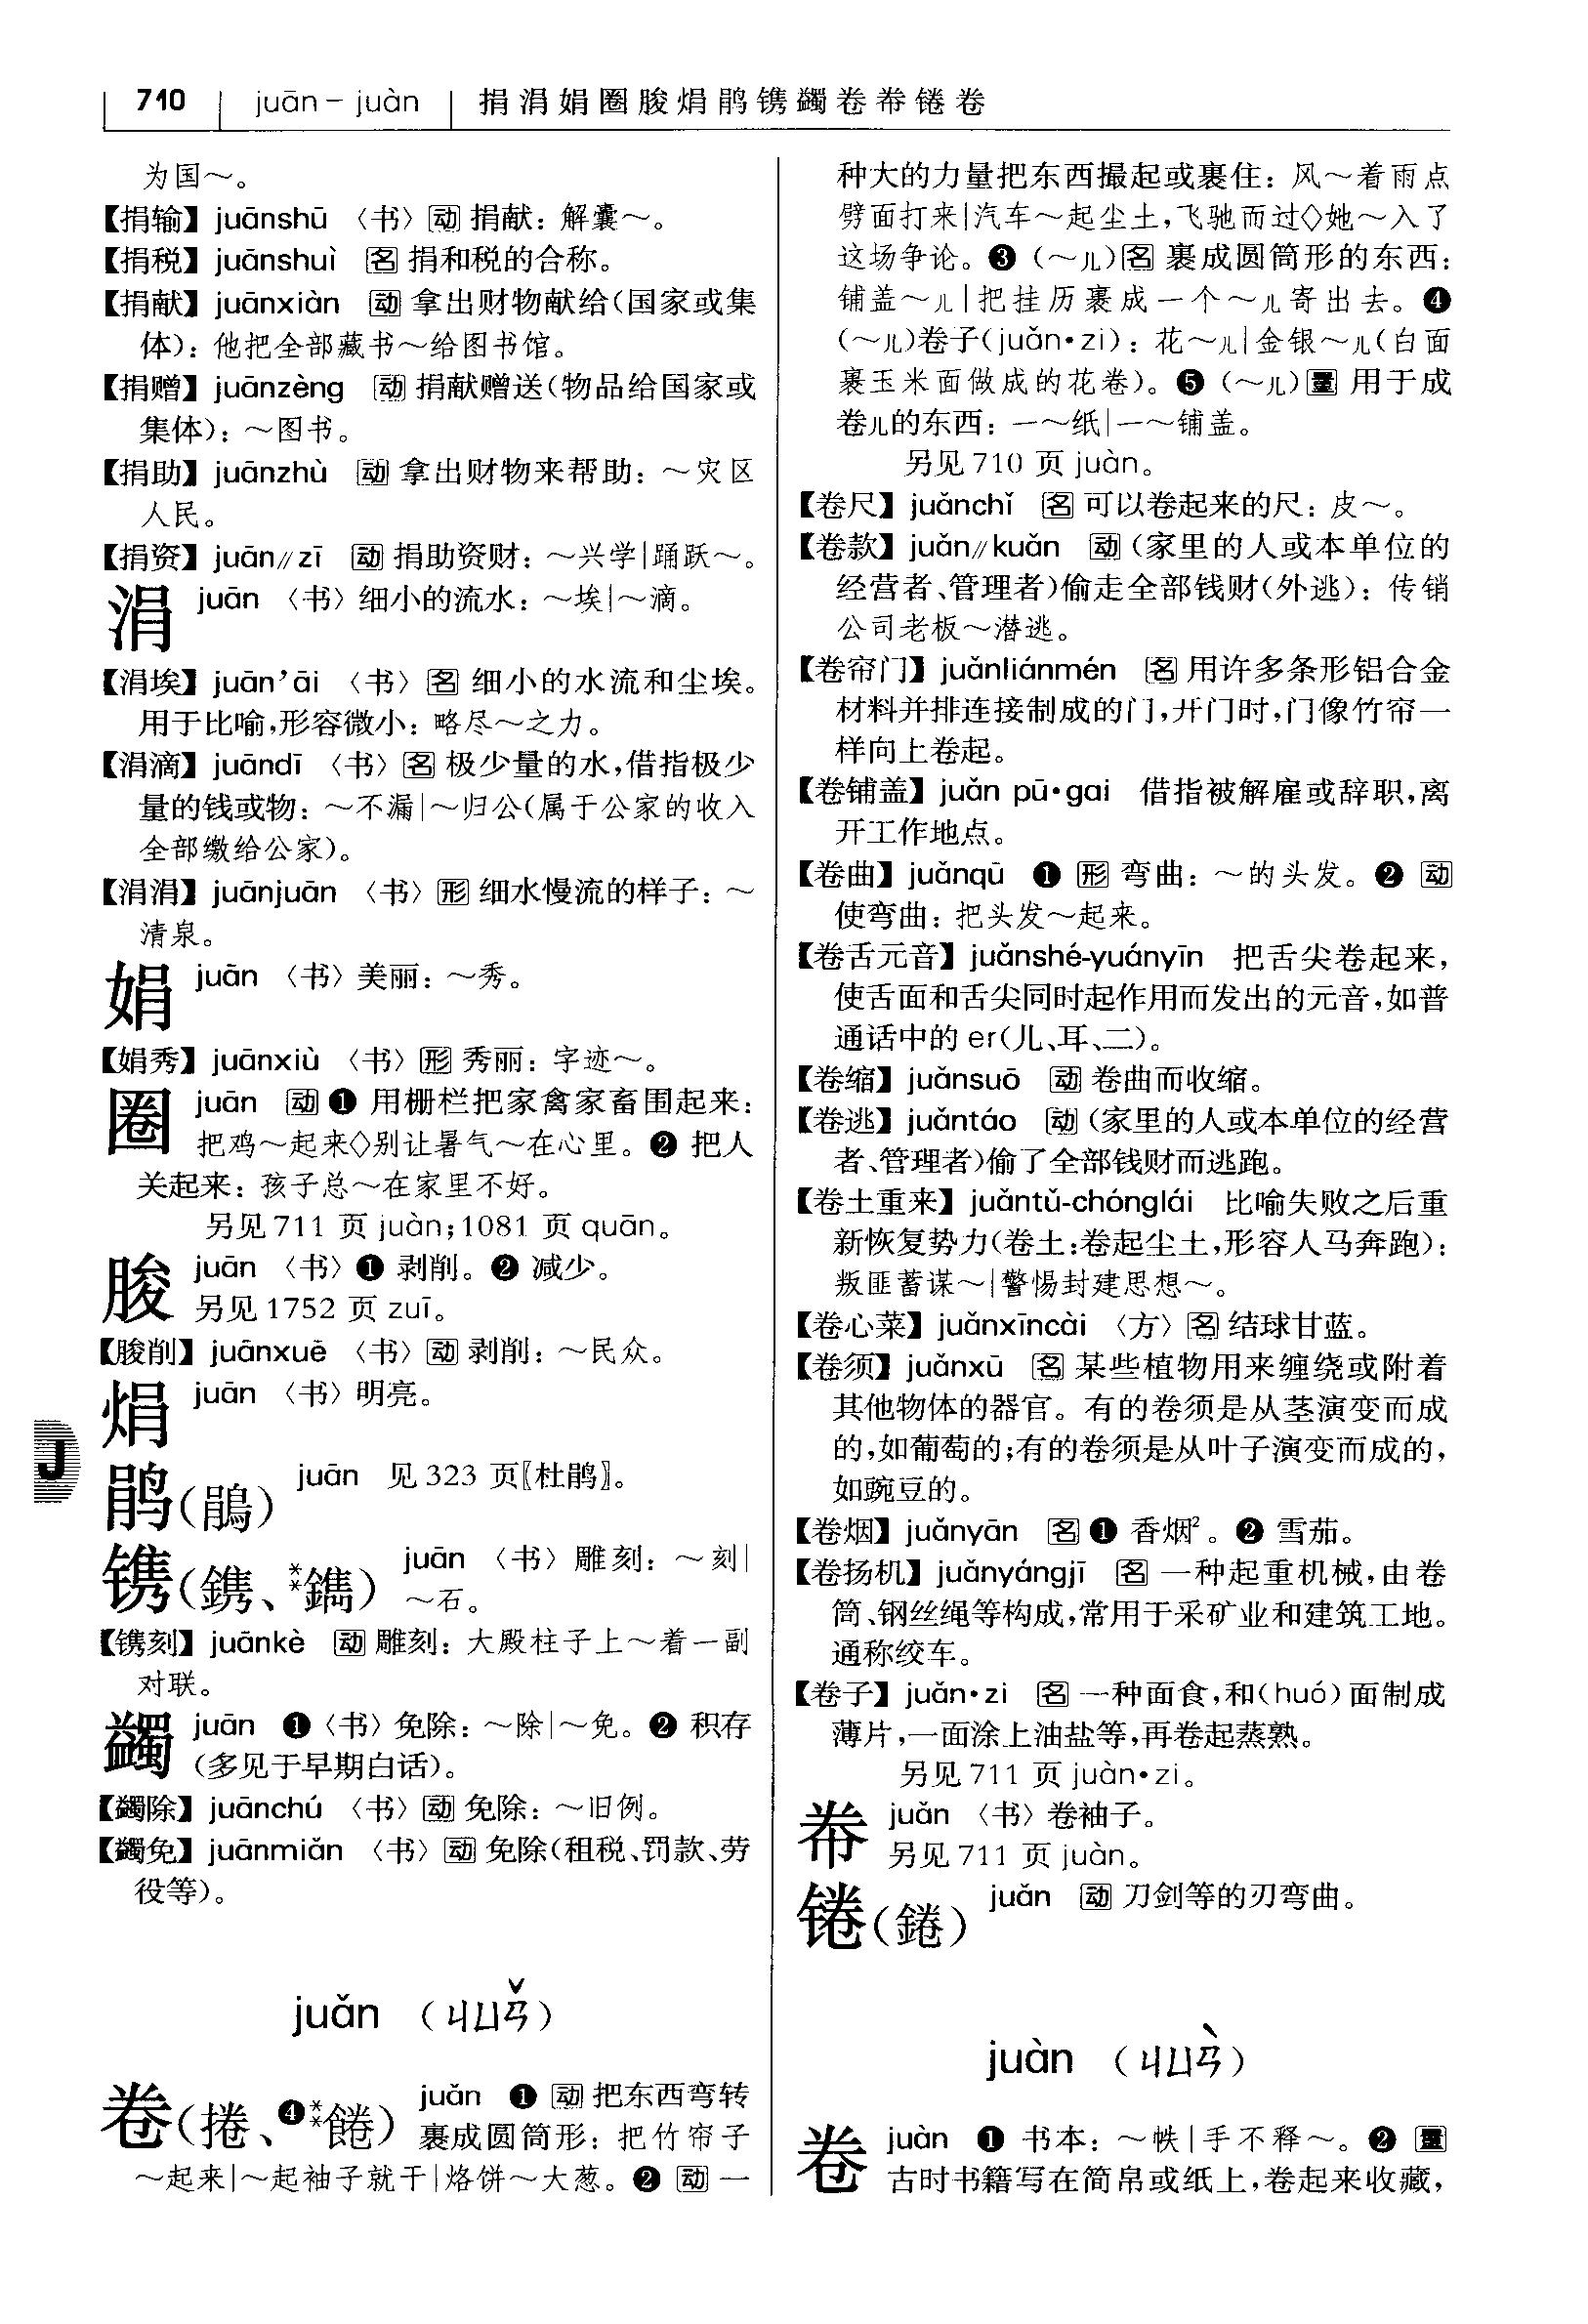 710 juān－juàn 捐涓娟圈朘焆鹃镌蠲卷帣锩卷
为国～。
【捐输】juānshū 〈书〉动 捐献：解囊～。
【捐税】juānshuì 名 捐和税的合称。
【捐献】juānxiàn 动 拿出财物献给(国家或集
体)：他把全部藏书～给图书馆。
【捐赠】juānzèng 动 捐献赠送(物品给国家或
集体)：～图书。
【捐助】juānzhù 动 拿出财物来帮助：～灾区
人民。
【捐资】juān∥zī 动 捐助资财：～兴学|踊跃～。
涓 juān 〈书〉细小的流水：～埃|～滴。
【涓埃】juān’āi 〈书〉名 细小的水流和尘埃。
用于比喻，形容微小：略尽～之力。
【涓滴】juāndī 〈书〉名 极少量的水，借指极少
量的钱或物：～不漏|～归公(属于公家的收入
全部缴给公家)。
【涓涓】juānjuān 〈书〉形 细水慢流的样子：～
清泉。
娟 juān 〈书〉美丽：～秀。
【娟秀】juānxiù 〈书〉形 秀丽：字迹～。
圈 juān 动 ❶ 用栅栏把家禽家畜围起来：
把鸡～起来◇别让暑气～在心里。❷ 把人
关起来：孩子总～在家里不好。
另见711 页 juàn；1081 页 quān。
朘 juān 〈书〉❶ 剥削。❷ 减少。
另见1752 页 zuī。
【朘削】juānxuē 〈书〉动 剥削：～民众。
焆 juān 〈书〉明亮。
鹃(鵑) juān 见323 页〖杜鹃〗。
镌(鎸、**鐫) juān 〈书〉雕刻：～刻|
～石。
【镌刻】juānkè 动 雕刻：大殿柱子上～着一副
对联。
蠲 juān ❶〈书〉免除：～除|～免。❷ 积存
(多见于早期白话)。
【蠲除】juānchú 〈书〉动 免除：～旧例。
【蠲免】juānmiǎn 〈书〉动 免除(租税、罚款、劳
役等)。
juǎn （ㄐㄩㄢˇ）
卷(捲、❹**餋) juǎn ❶ 动 把东西弯转
裹成圆筒形：把竹帘子
～起来|～起袖子就干|烙饼～大葱。❷ 动 一
种大的力量把东西撮起或裹住：风～着雨点
劈面打来|汽车～起尘土，飞驰而过◇她～入了
这场争论。❸ (～儿)名 裹成圆筒形的东西：
铺盖～儿|把挂历裹成一个～儿寄出去。❹
(～儿)卷子(juǎn·zi)：花～儿|金银～儿(白面
裹玉米面做成的花卷)。❺ (～儿)量 用于成
卷儿的东西：一～纸|一～铺盖。
另见710 页 juàn。
【卷尺】juǎnchǐ 名 可以卷起来的尺：皮～。
【卷款】juǎn∥kuǎn 动 (家里的人或本单位的
经营者、管理者)偷走全部钱财(外逃)：传销
公司老板～潜逃。
【卷帘门】juǎnliánmén 名 用许多条形铝合金
材料并排连接制成的门，开门时，门像竹帘一
样向上卷起。
【卷铺盖】juǎn pū·gai 借指被解雇或辞职，离
开工作地点。
【卷曲】juǎnqū ❶ 形 弯曲：～的头发。❷ 动
使弯曲：把头发～起来。
【卷舌元音】juǎnshé-yuányīn 把舌尖卷起来，
使舌面和舌尖同时起作用而发出的元音，如普
通话中的 er(儿、耳、二)。
【卷缩】juǎnsuō 动 卷曲而收缩。
【卷逃】juǎntáo 动 (家里的人或本单位的经营
者、管理者)偷了全部钱财而逃跑。
【卷土重来】juǎntǔ-chónglái 比喻失败之后重
新恢复势力(卷土：卷起尘土，形容人马奔跑)：
叛匪蓄谋～|警惕封建思想～。
【卷心菜】juǎnxīncài 〈方〉名 结球甘蓝。
【卷须】juǎnxū 名 某些植物用来缠绕或附着
其他物体的器官。有的卷须是从茎演变而成
的，如葡萄的；有的卷须是从叶子演变而成的，
如豌豆的。
【卷烟】juǎnyān 名 ❶ 香烟²。❷ 雪茄。
【卷扬机】juǎnyángjī 名 一种起重机械，由卷
筒、钢丝绳等构成，常用于采矿业和建筑工地。
通称绞车。
【卷子】juǎn·zi 名 一种面食，和(huó)面制成
薄片，一面涂上油盐等，再卷起蒸熟。
另见711 页 juàn·zi。
帣 juǎn 〈书〉卷袖子。
另见711 页 juàn。
锩(錈) juǎn 动 刀剑等的刃弯曲。
juàn （ㄐㄩㄢˋ）
卷 juàn ❶ 书本：～帙|手不释～。❷ 量
古时书籍写在简帛或纸上，卷起来收藏，
J